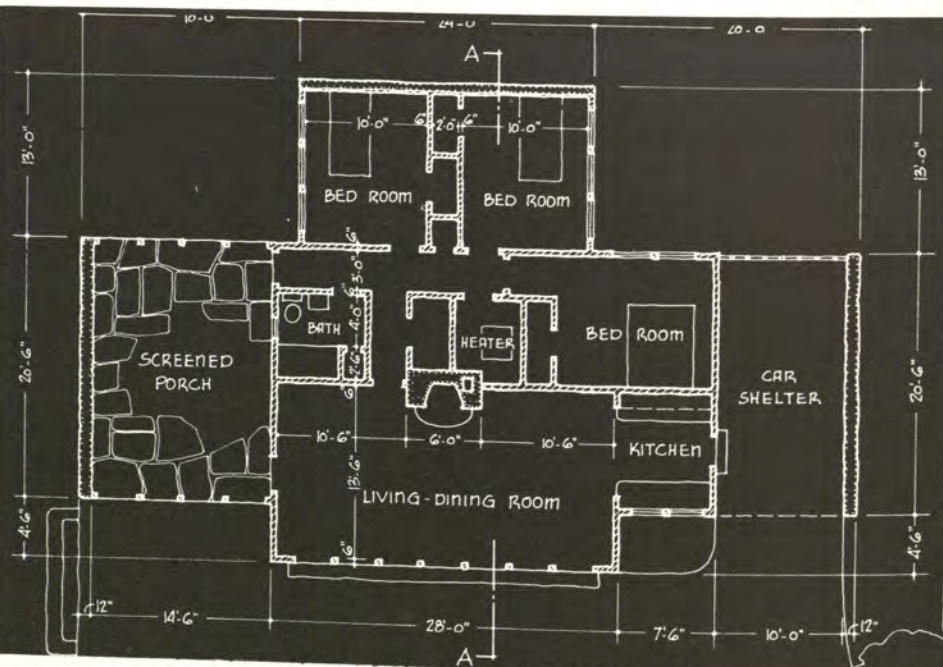 24'-0
20-0
A
13'-0"
13'-0"
10'-0"
6"
2'-0"
6"
10'-0"
BED ROOM
BED ROOM
6"
3'-0"
6"
4'-0"
2'-6"
6"
BATH
HEATER
BED ROOM
SCREENED
PORCH
CAR
SHELTER
20'-6"
20'-6"
10'-6"
6'-0"
10'-6"
KITCHEN
13'-6"
LIVING-DINING ROOM
4'-6"
6"
4'-6"
12"
14'-6"
28'-0"
7'-6"
10'-0"
12"
A